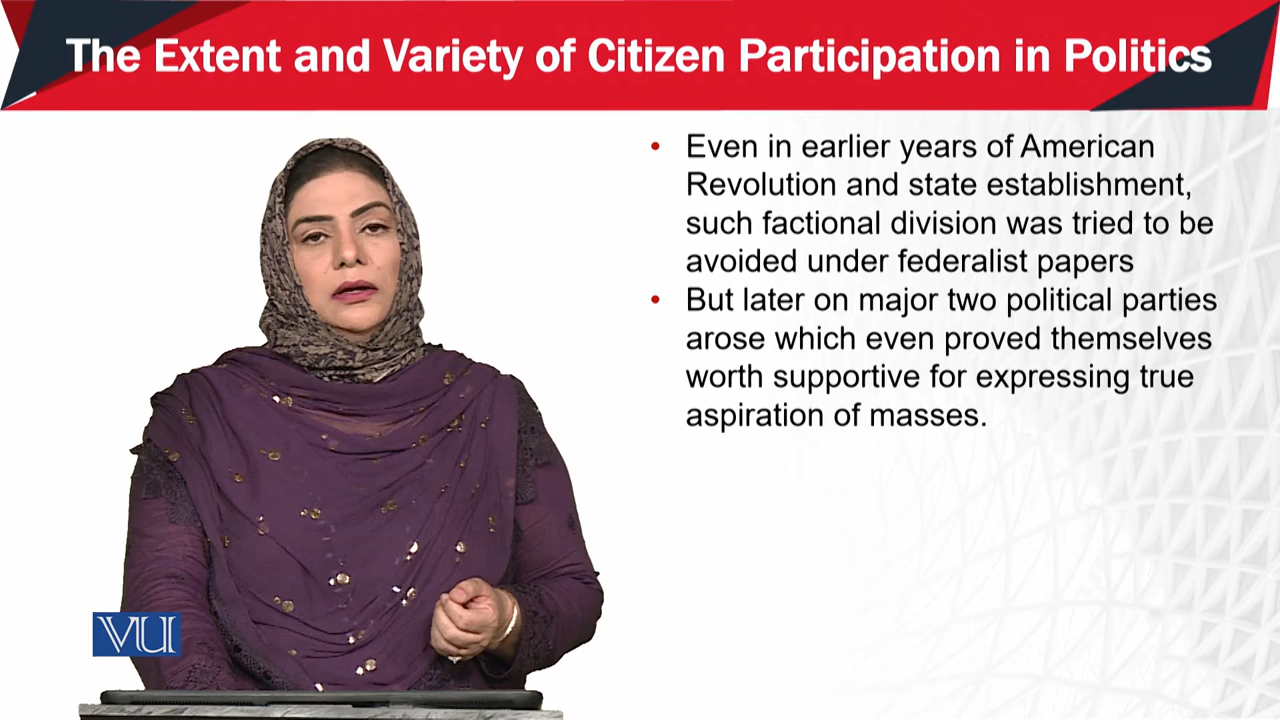 The Extent and Variety of Citizen Participation in Politics
• Even in earlier years of American
Revolution and state establishment,
such factional division was tried to be
avoided under federalist papers
• But later on major two political parties
arose which even proved themselves
worth supportive for expressing true
aspiration of masses.
VU